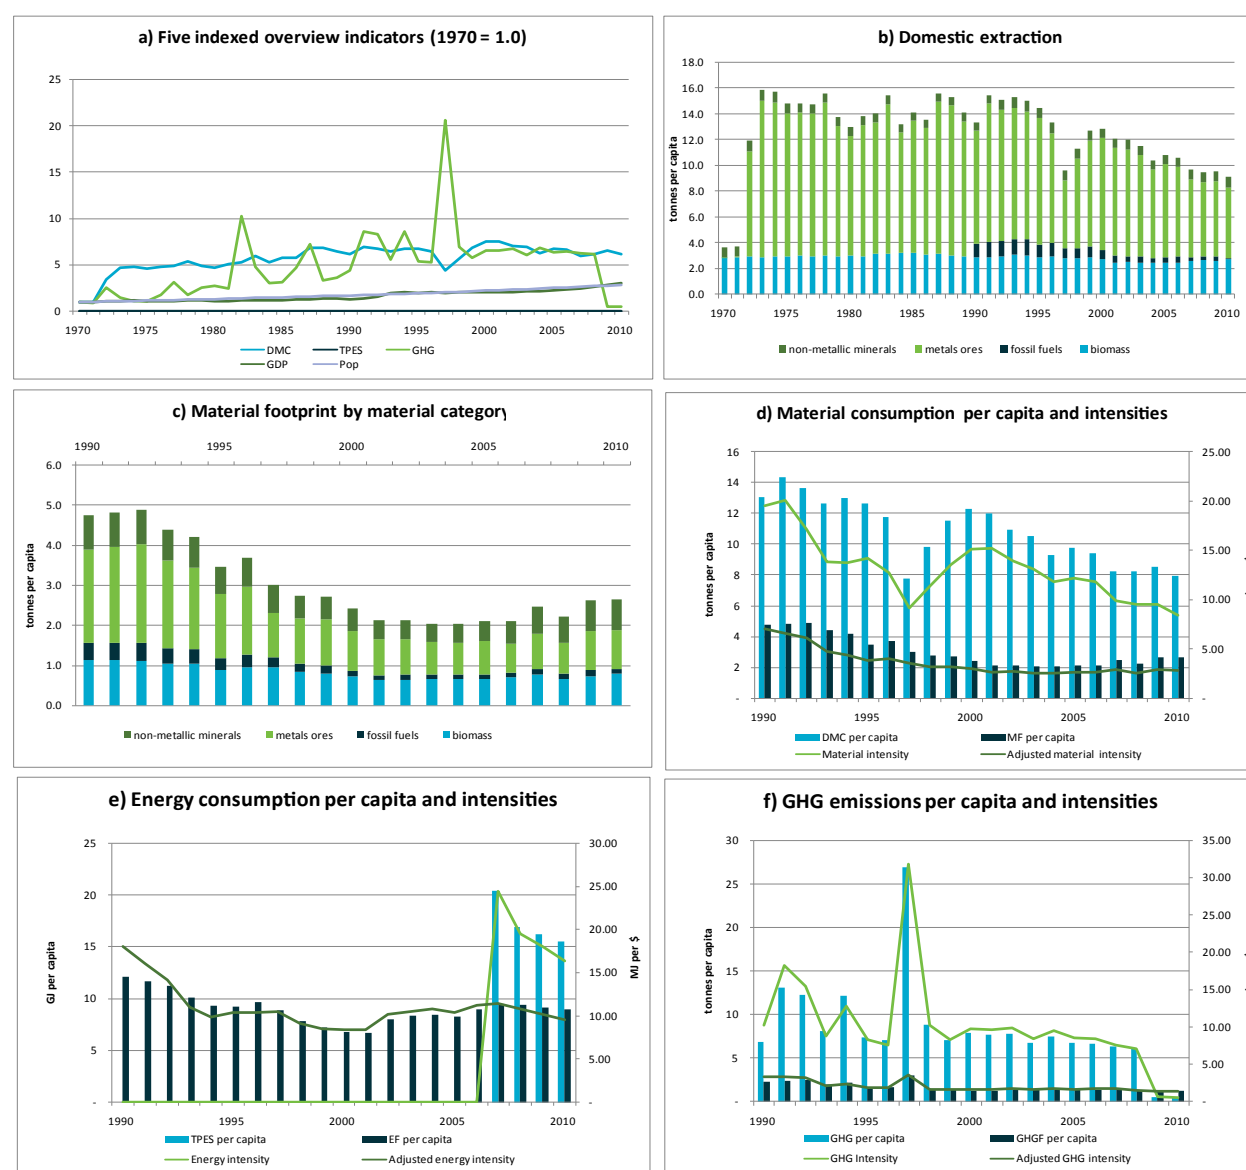 a) Five indexed overview indicators (1970 = 1.0)
25
20
15
10
5
0
1970 1975 1980 1985 1990 1995 2000 2005 2010
DMC TPES GHG
GDP Pop
b) Domestic extraction
tonnes per capita
18.0
16.0
14.0
12.0
10.0
8.0
6.0
4.0
2.0
0.0
1970 1975 1980 1985 1990 1995 2000 2005 2010
non-metallic minerals metals ores fossil fuels biomass
c) Material footprint by material category
1990 1995 2000 2005 2010
tonnes per capita
6.0
5.0
4.0
3.0
2.0
1.0
0.0
non-metallic minerals metals ores fossil fuels biomass
d) Material consumption per capita and intensities
tonnes per capita
16
14
12
10
8
6
4
2
-
25.00
20.00
15.00
10.00
5.00
-
1990 1995 2000 2005 2010
DMC per capita MF per capita
Material intensity Adjusted material intensity
e) Energy consumption per capita and intensities
GJ per capita
25
20
15
10
5
-
30.00
25.00
20.00
15.00
10.00
5.00
-
MJ per $
1990 1995 2000 2005 2010
TPES per capita EF per capita
Energy intensity Adjusted energy intensity
f) GHG emissions per capita and intensities
tonnes per capita
30
25
20
15
10
5
-
35.00
30.00
25.00
20.00
15.00
10.00
5.00
-
1990 1995 2000 2005 2010
GHG per capita GHGF per capita
GHG Intensity Adjusted GHG intensity